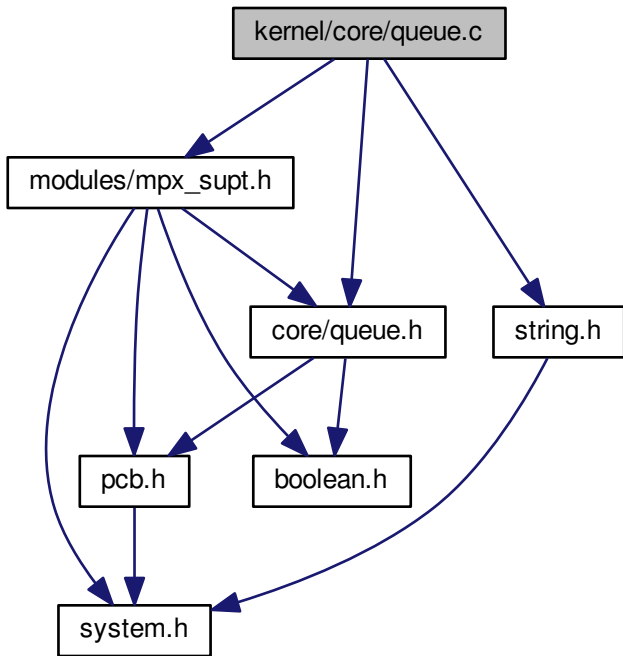 kernel/core/queue.c
modules/mpx_supt.h
core/queue.h
string.h
pcb.h
boolean.h
system.h